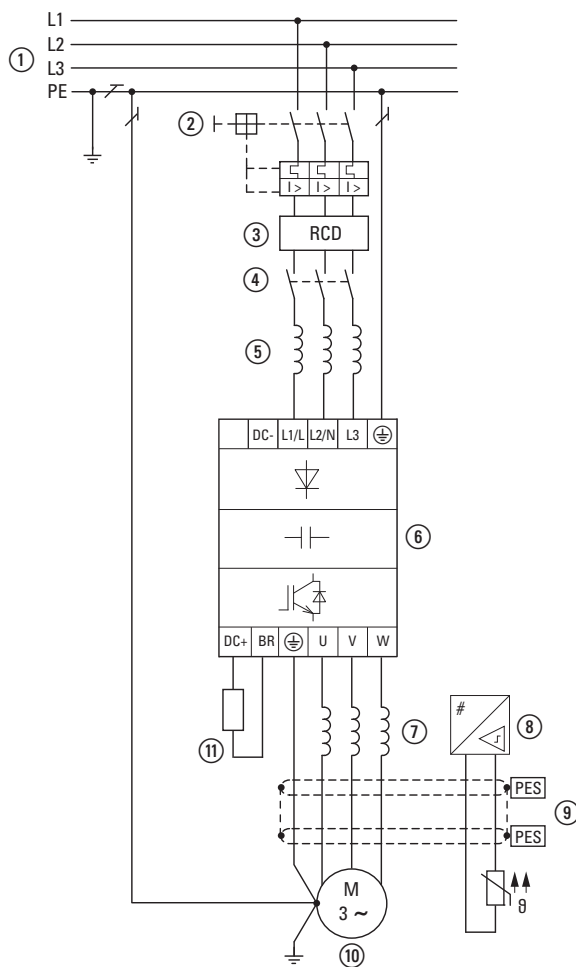 L1
L2
① L3
PE
②
I > I > I >
③ RCD
④
⑤
DC- L1/L L2/N L3
⑥
DC+ BR U V W
⑦
# ⑧
⑪
PES
⑨
PES
M
3 ~
ϑ
⑩